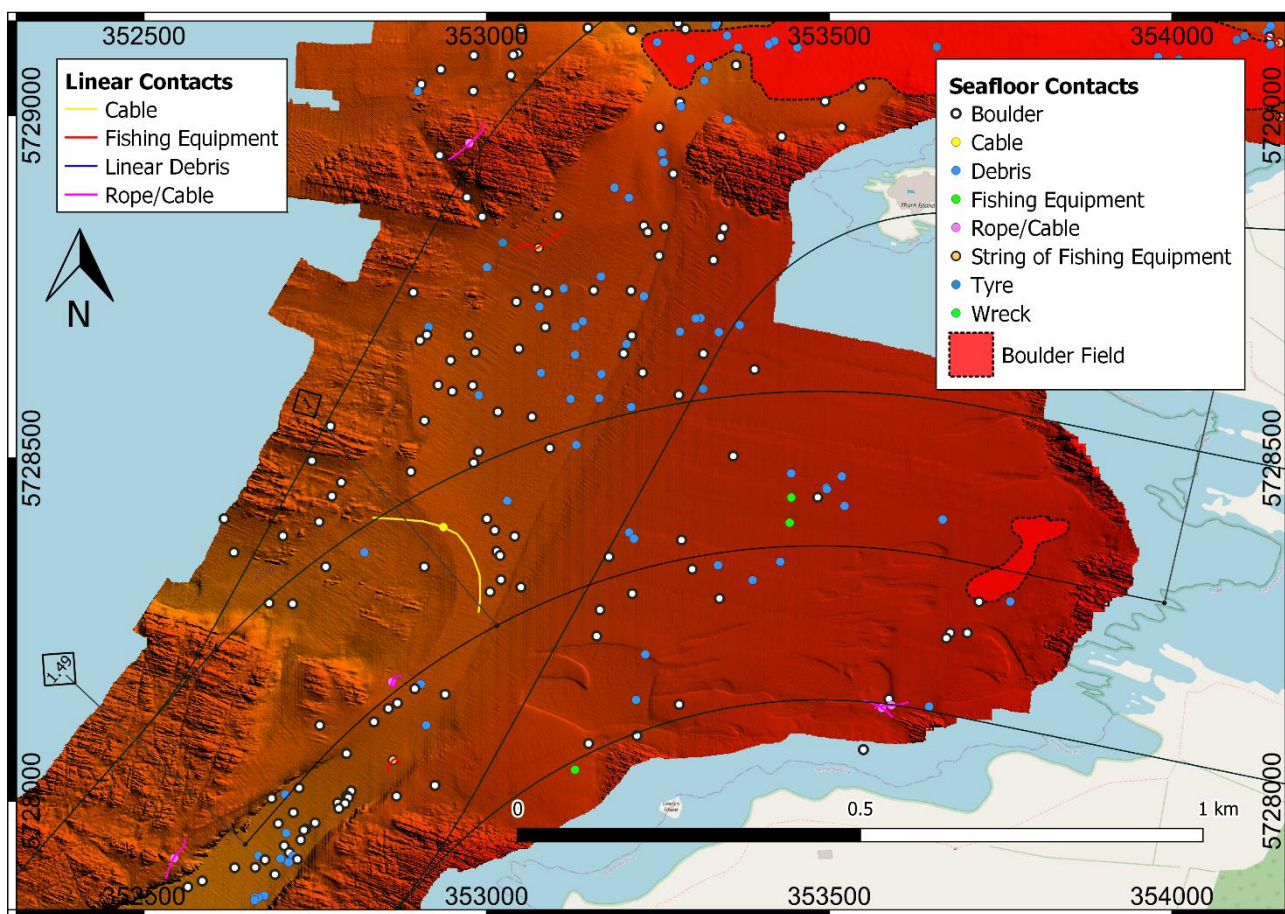 352500
353000
353500
354000
5729000
5729000
Linear Contacts
Cable
Fishing Equipment
Linear Debris
Rope/Cable
N
Seafloor Contacts
Boulder
Cable
Debris
Fishing Equipment
Rope/Cable
String of Fishing Equipment
Tyre
Wreck
Boulder Field
Thorn Island
5728500
5728500
1.49
5728000
5728000
0
0.5
1 km
352500
353000
353500
354000